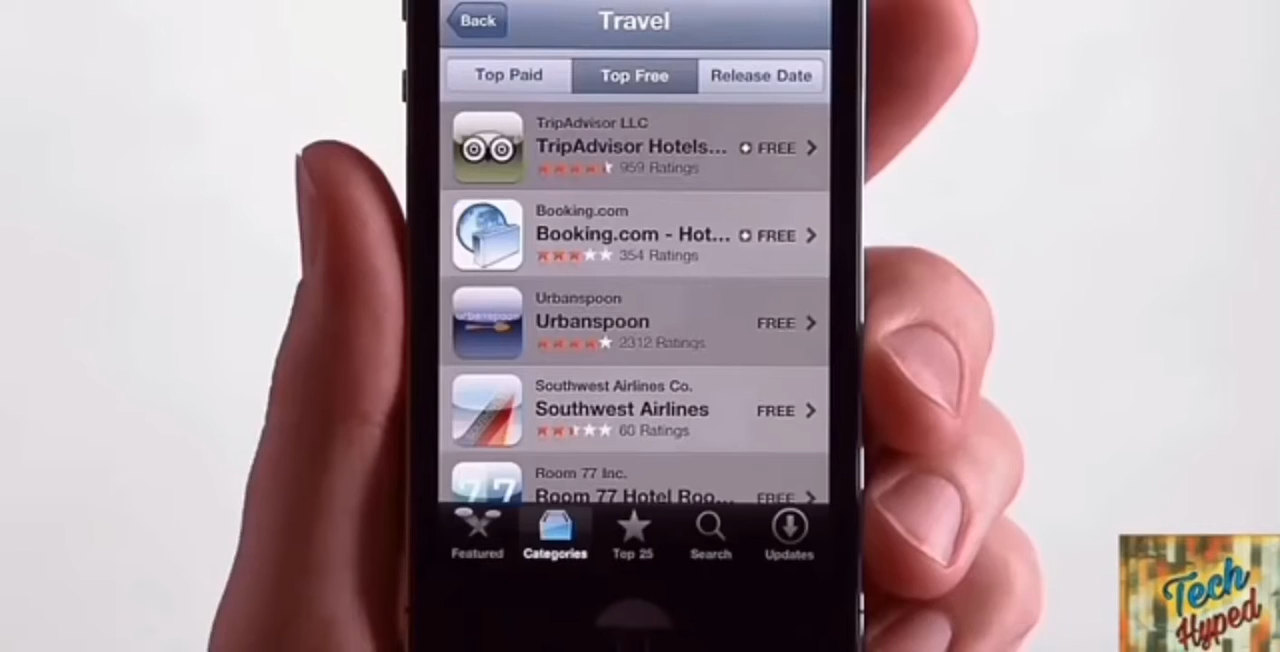 Back
Travel
Top Paid
Top Free
Release Date
TripAdvisor LLC
TripAdvisor Hotels... FREE
959 Ratings
Booking.com
Booking.com - Hot... FREE
354 Ratings
urbanspoon
Urbanspoon
Urbanspoon FREE
2312 Ratings
Southwest Airlines Co.
Southwest Airlines FREE
60 Ratings
77
Room 77 Inc.
Room 77 Hotel Roo... FREE
Featured
Categories
Top 25
Search
Updates
Tech
Hyped